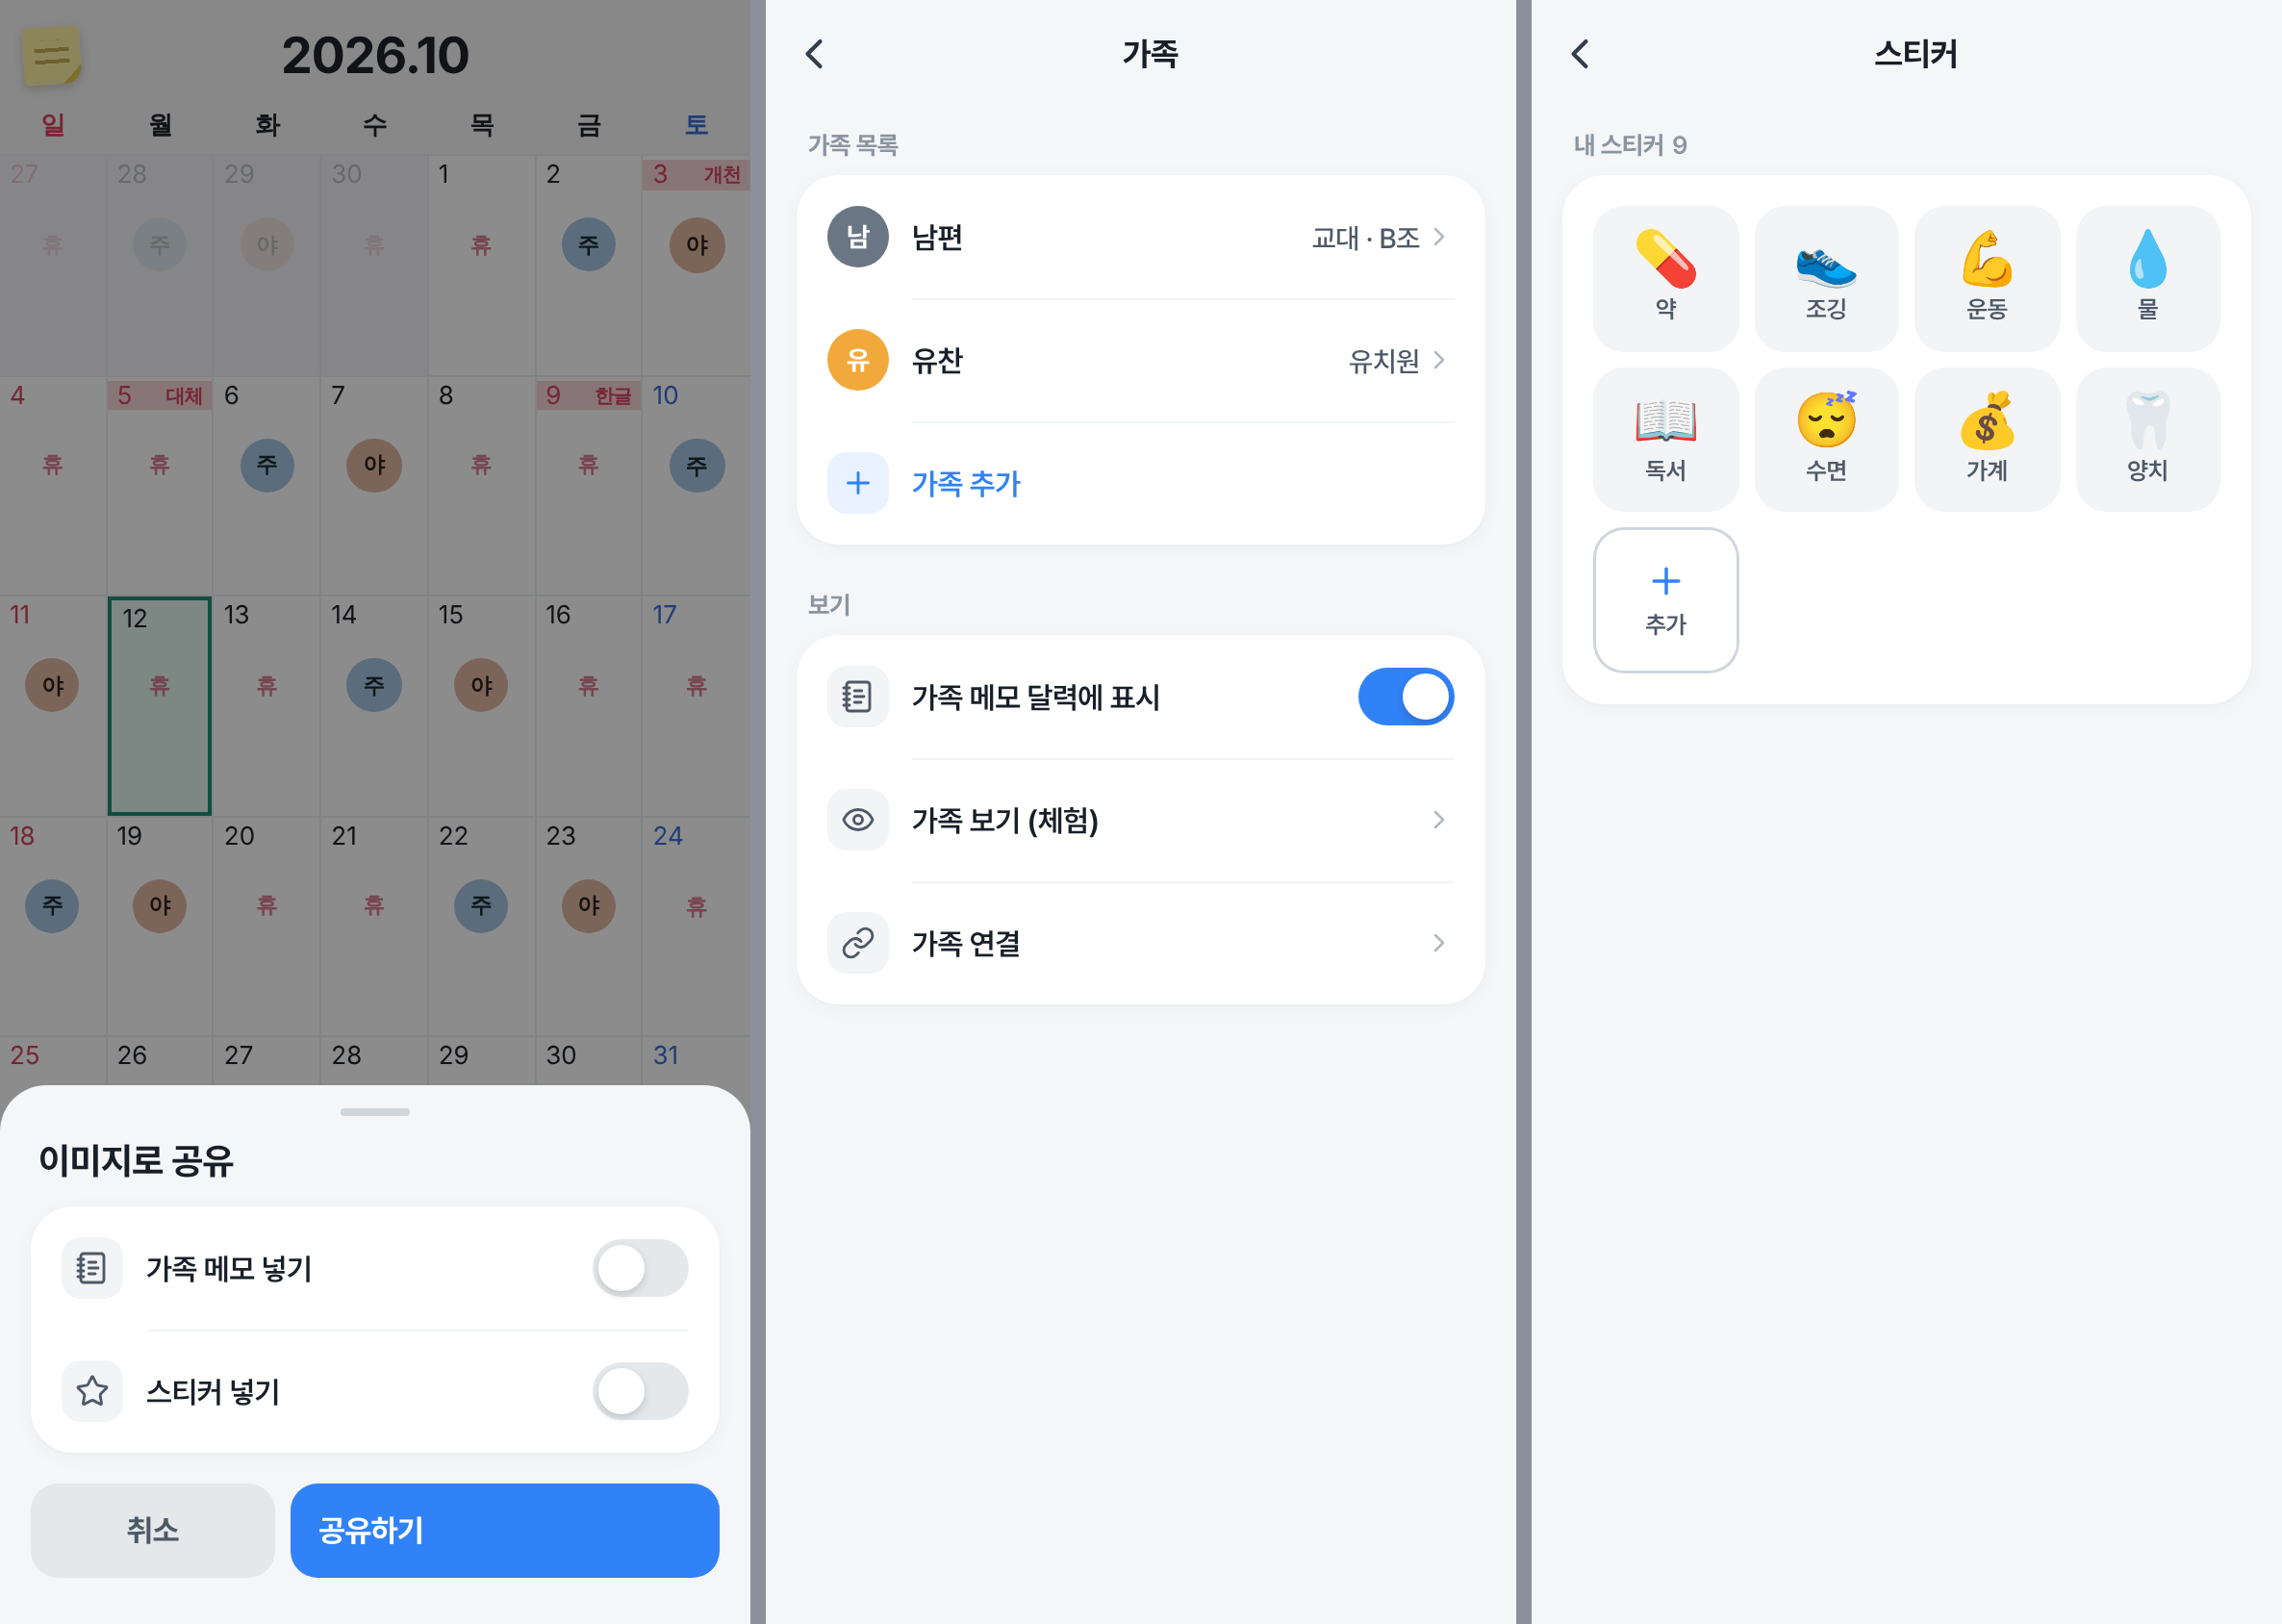 2026.10
일 월 화 수 목 금 토
27 28 29 30 1 2 3 개천
휴 주 야 휴 휴 주 야
4 5 대체 6 7 8 9 한글 10
휴 휴 주 야 휴 휴 주
11 12 13 14 15 16 17
야 휴 휴 주 야 휴 휴
18 19 20 21 22 23 24
주 야 휴 휴 주 야 휴
25 26 27 28 29 30 31
이미지로 공유
가족 메모 넣기
스티커 넣기
취소 공유하기
가족
가족 목록
남 남편 교대 · B조
유 유찬 유치원
가족 추가
보기
가족 메모 달력에 표시
가족 보기 (체험)
가족 연결
스티커
내 스티커 9
약 조깅 운동 물
독서 수면 가계 양치
추가